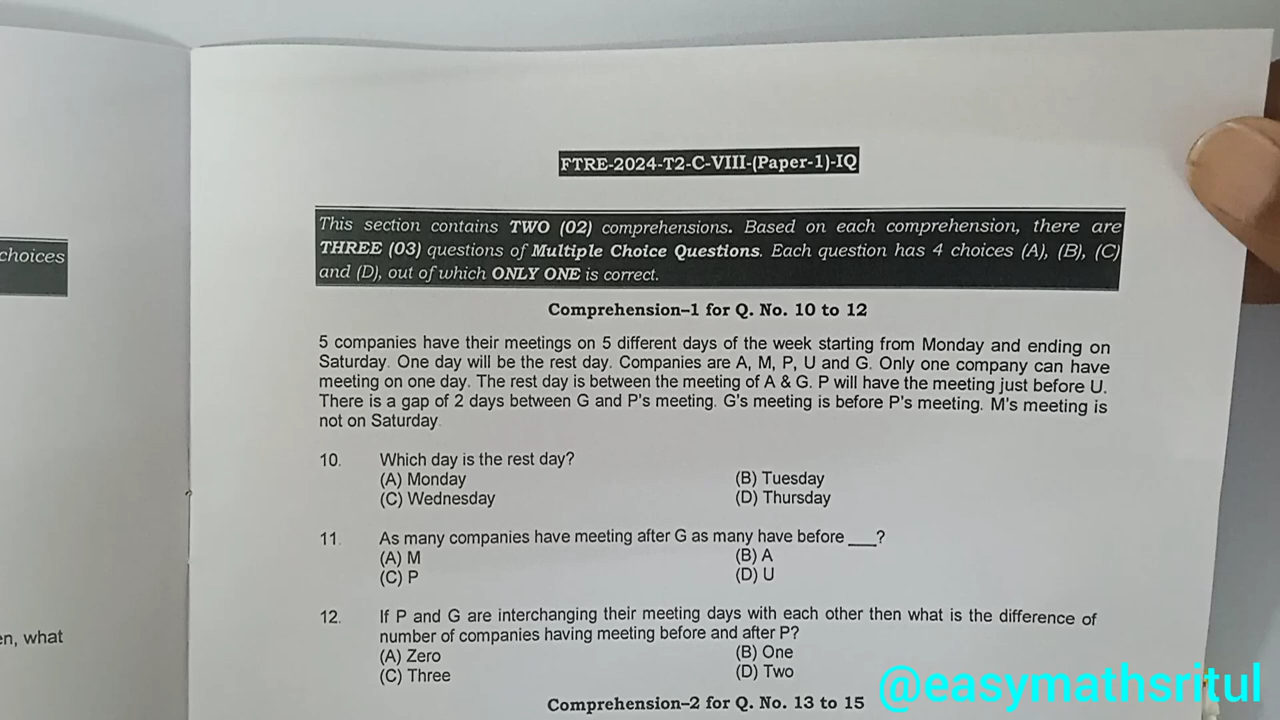 FTRE-2024-T2-C-VIII-(Paper-1)-IQ
choices
This section contains TWO (02) comprehensions. Based on each comprehension, there are
THREE (03) questions of Multiple Choice Questions. Each question has 4 choices (A), (B), (C)
and (D), out of which ONLY ONE is correct.
Comprehension–1 for Q. No. 10 to 12
5 companies have their meetings on 5 different days of the week starting from Monday and ending on
Saturday. One day will be the rest day. Companies are A, M, P, U and G. Only one company can have
meeting on one day. The rest day is between the meeting of A & G. P will have the meeting just before U.
There is a gap of 2 days between G and P's meeting. G's meeting is before P's meeting. M's meeting is
not on Saturday.
10. Which day is the rest day?
(A) Monday (B) Tuesday
(C) Wednesday (D) Thursday
11. As many companies have meeting after G as many have before ___?
(A) M (B) A
(C) P (D) U
12. If P and G are interchanging their meeting days with each other then what is the difference of
en, what
number of companies having meeting before and after P?
(A) Zero (B) One
(C) Three (D) Two
Comprehension–2 for Q. No. 13 to 15
@easymathsritul